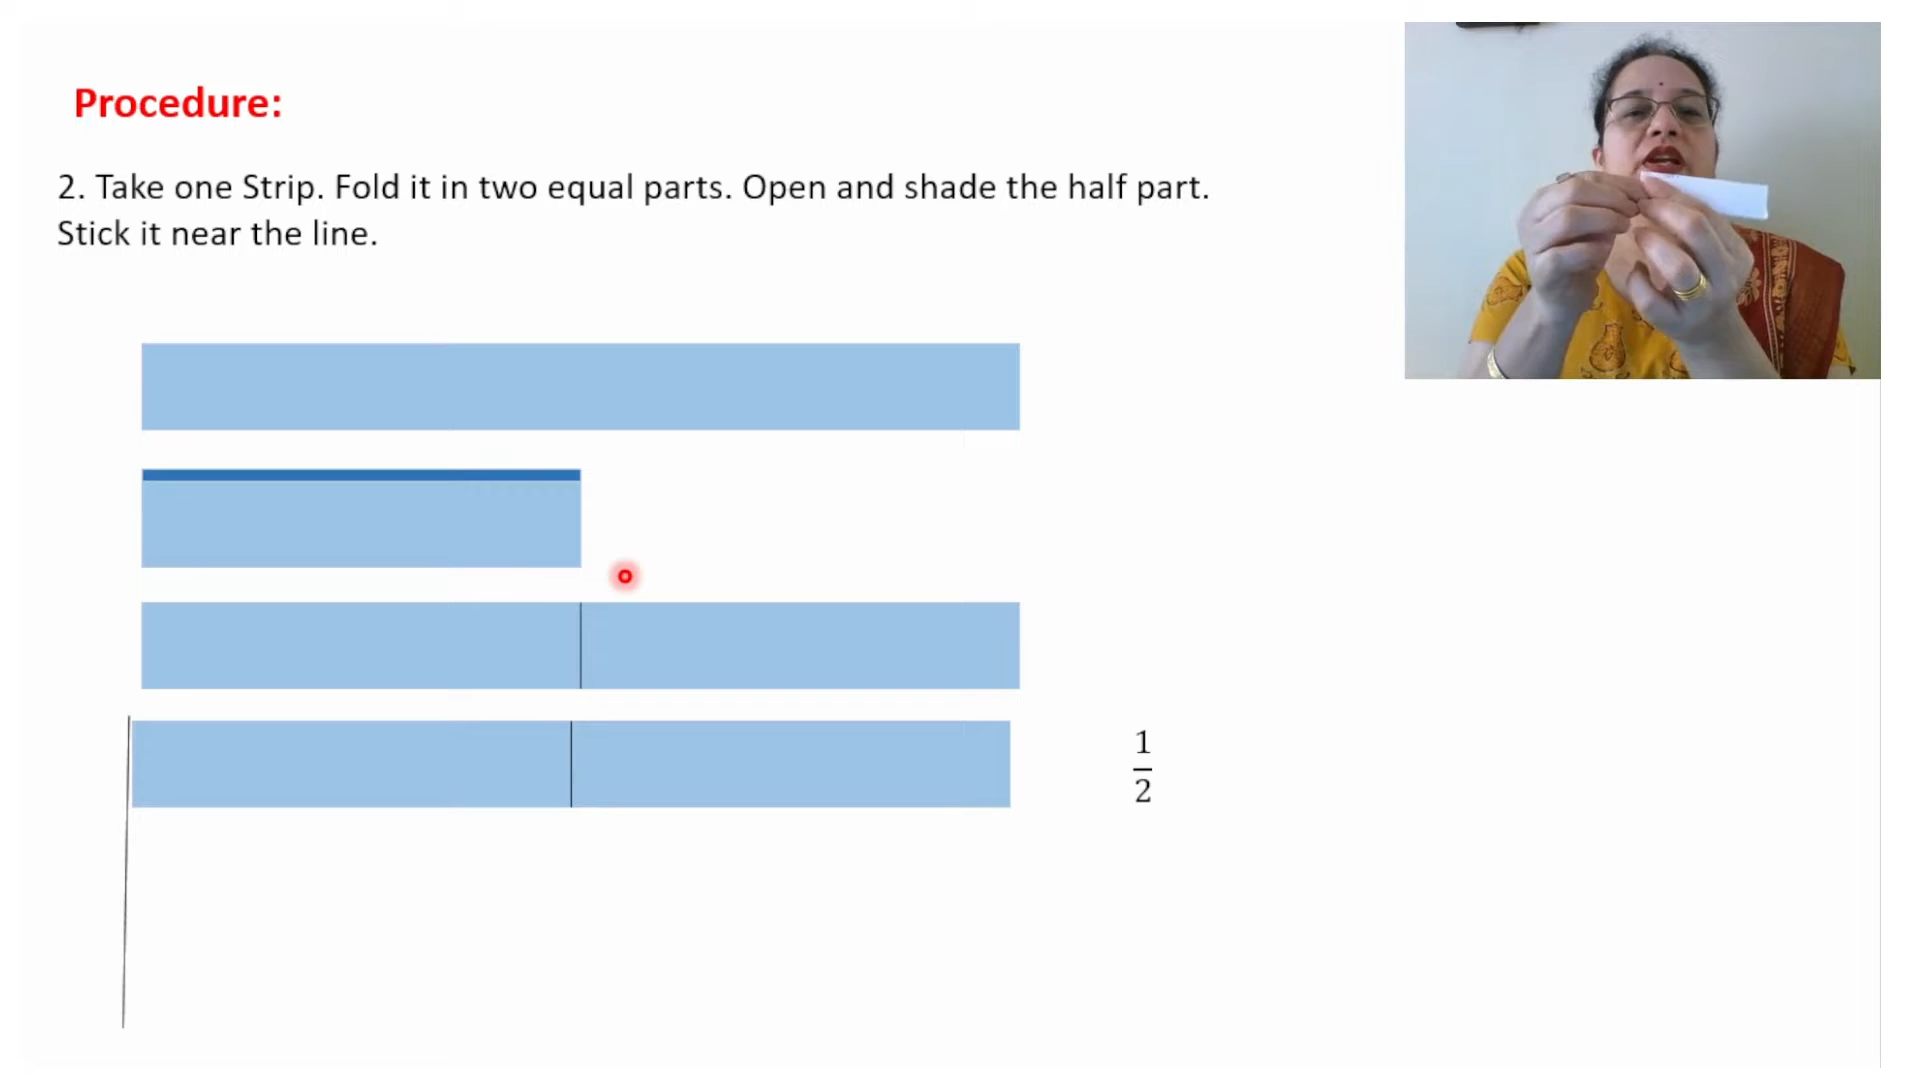 Procedure:
2. Take one Strip. Fold it in two equal parts. Open and shade the half part.
Stick it near the line.
1
2